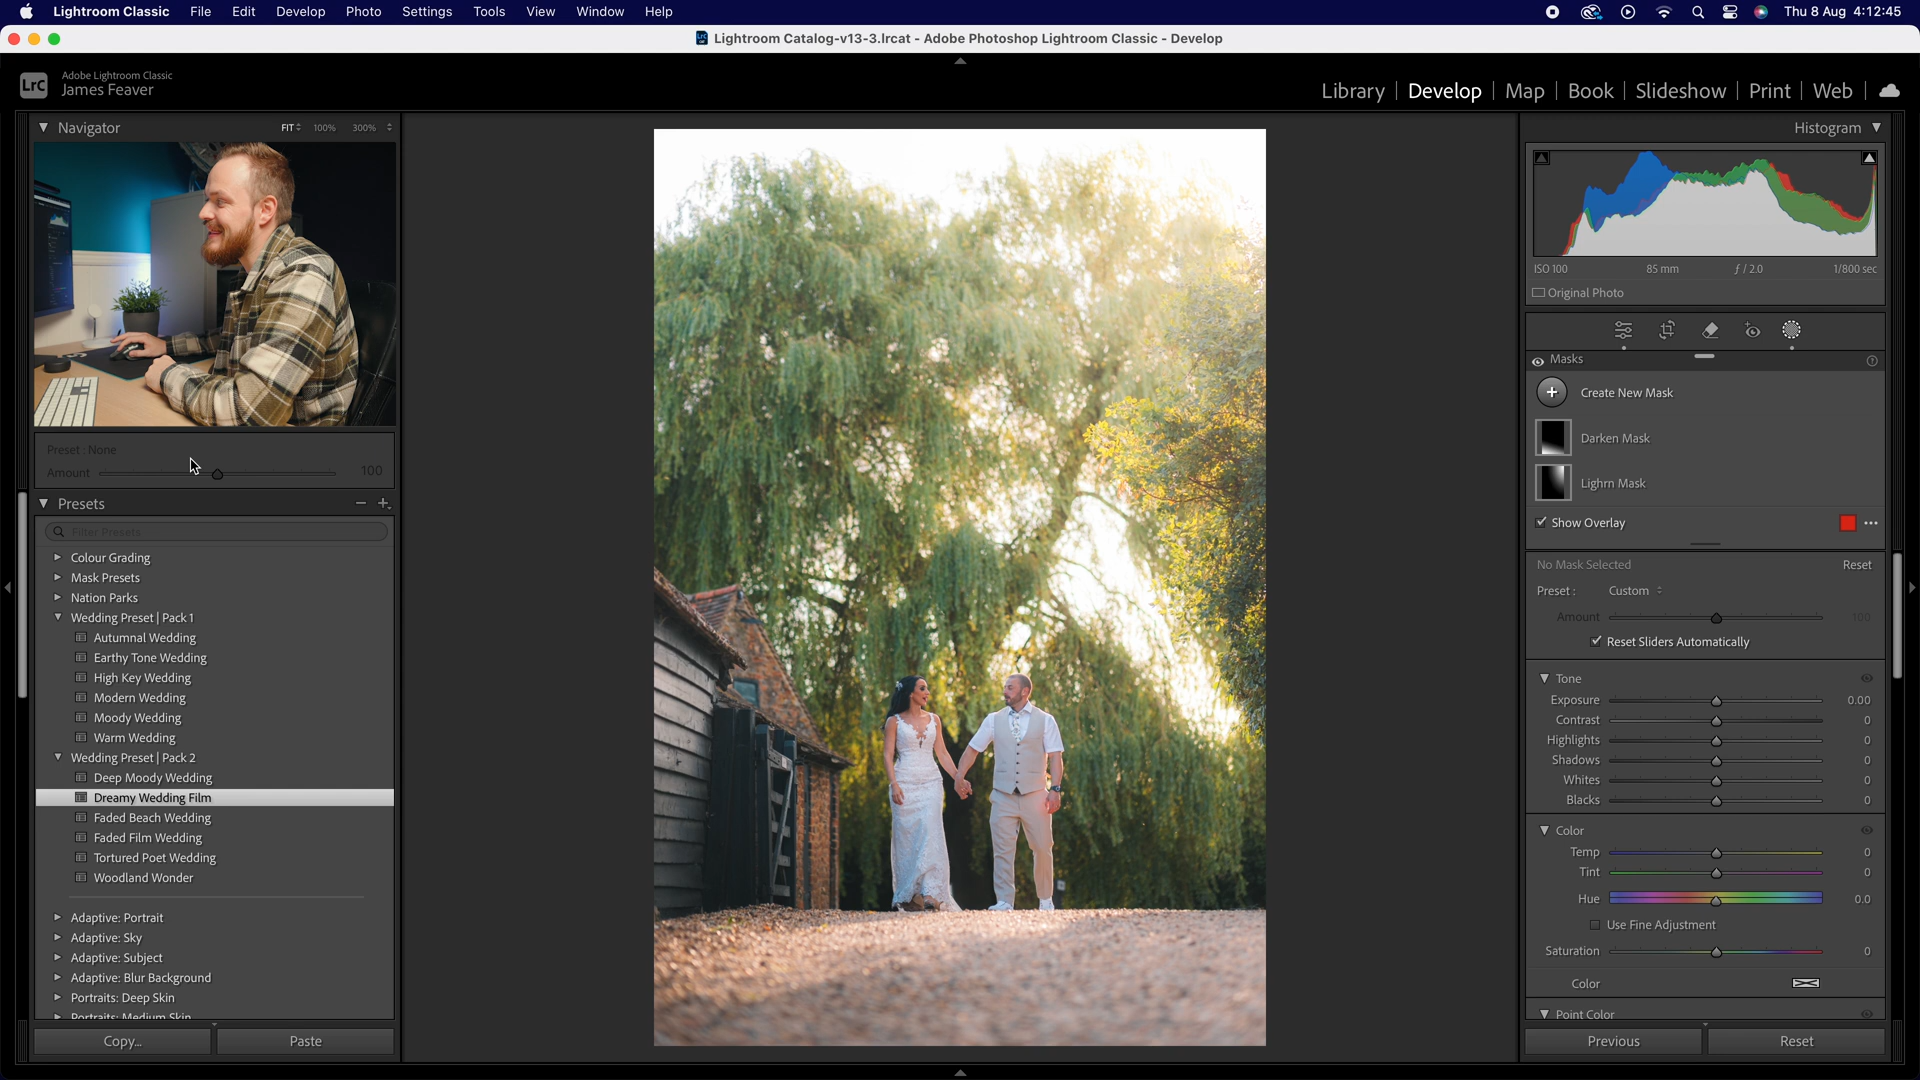 Lightroom Classic File Edit Develop Photo Settings Tools View Window Help Thu 8 Aug 4:12:45
LrC Lightroom Catalog-v13-3.lrcat - Adobe Photoshop Lightroom Classic - Develop
LrC Adobe Lightroom Classic
James Feaver
Library | Develop | Map | Book | Slideshow | Print | Web
Navigator FIT 100% 300%
Preset : None
Amount 100
Presets
Filter Presets
Colour Grading
Mask Presets
Nation Parks
Wedding Preset | Pack 1
Autumnal Wedding
Earthy Tone Wedding
High Key Wedding
Modern Wedding
Moody Wedding
Warm Wedding
Wedding Preset | Pack 2
Deep Moody Wedding
Dreamy Wedding Film
Faded Beach Wedding
Faded Film Wedding
Tortured Poet Wedding
Woodland Wonder
Adaptive: Portrait
Adaptive: Sky
Adaptive: Subject
Adaptive: Blur Background
Portraits: Deep Skin
Portraits: Medium Skin
Copy... Paste
Histogram
ISO 100 85 mm ƒ / 2.0 1/800 sec
Original Photo
Masks
Create New Mask
Darken Mask
Lighrn Mask
Show Overlay
No Mask Selected Reset
Preset : Custom
Amount 100
Reset Sliders Automatically
Tone
Exposure 0.00
Contrast 0
Highlights 0
Shadows 0
Whites 0
Blacks 0
Color
Temp 0
Tint 0
Hue 0.0
Use Fine Adjustment
Saturation 0
Color
Point Color
Previous Reset